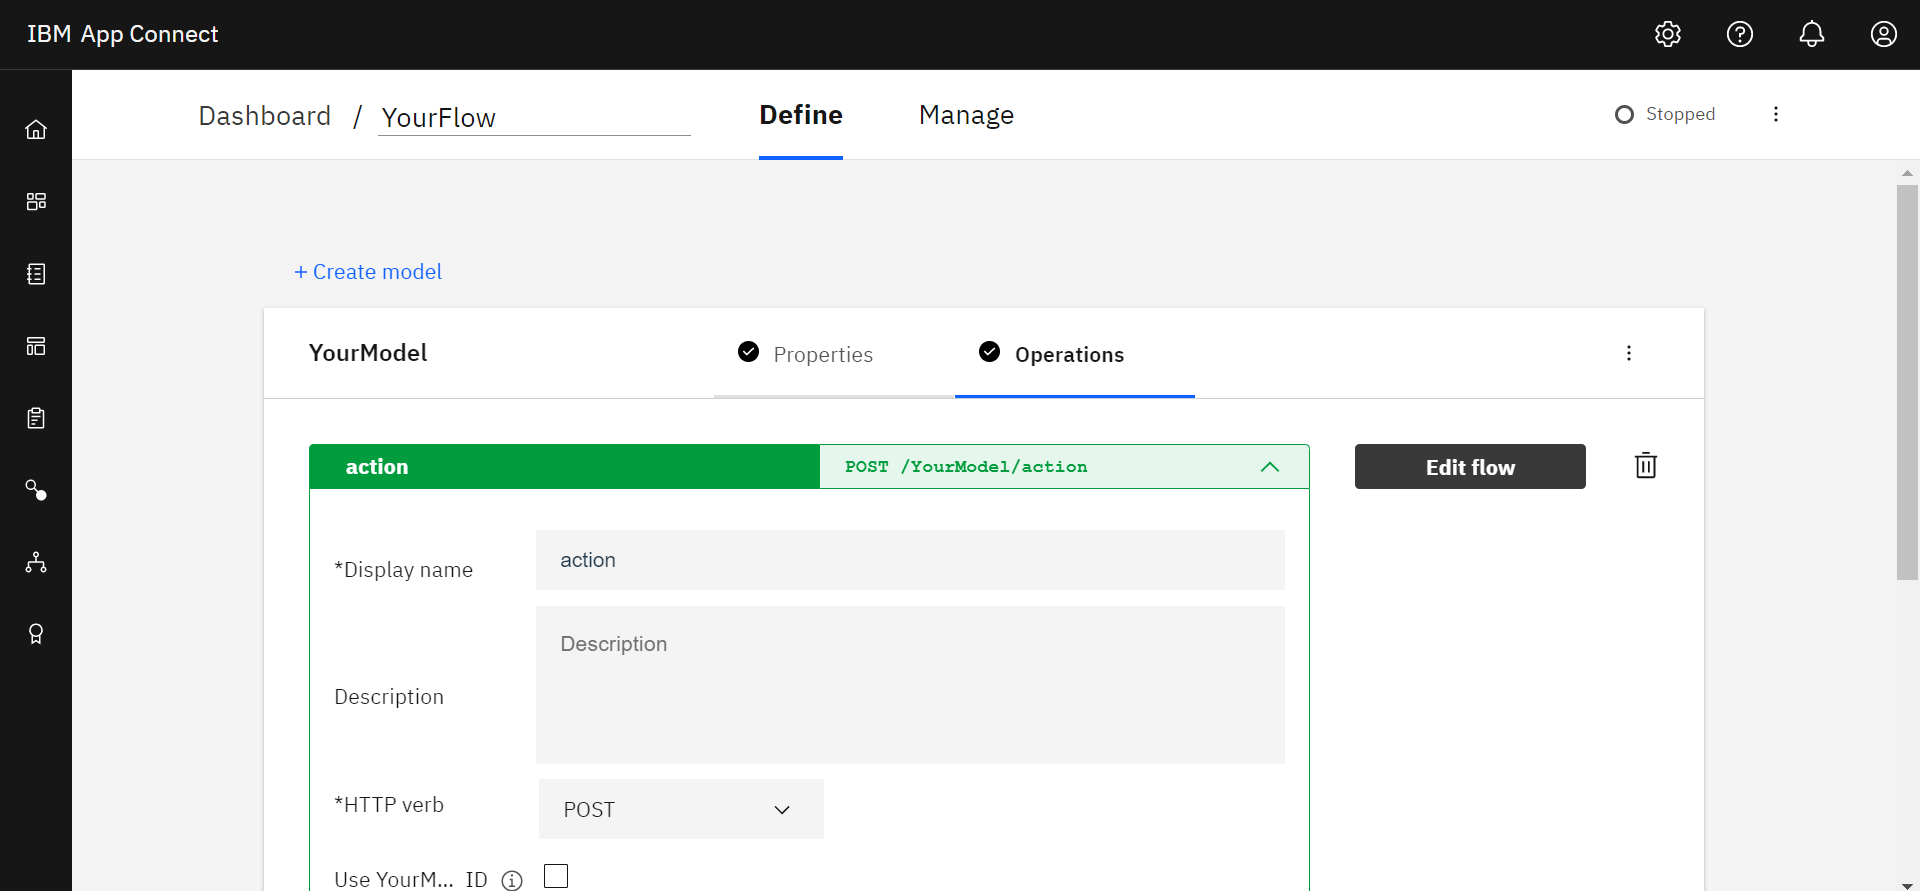 IBM App Connect
Dashboard / YourFlow
Define
Manage
Stopped
+ Create model
YourModel
Properties
Operations
action
POST /YourModel/action
Edit flow
*Display name
action
Description
Description
*HTTP verb
POST
Use YourM... ID